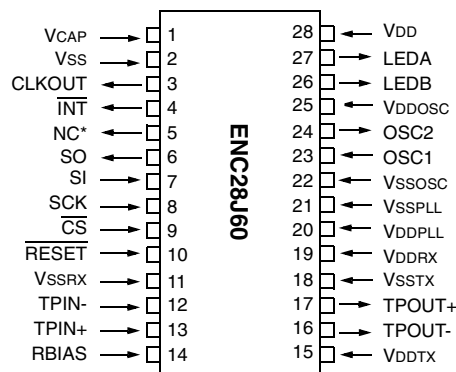 VCAP 1 28 VDD
VSS 2 27 LEDA
CLKOUT 3 26 LEDB
INT 4 25 VDDOSC
NC* 5 24 OSC2
SO 6 23 OSC1
SI 7 22 VSSOSC
SCK 8 21 VSSPLL
CS 9 20 VDDPLL
RESET 10 19 VDDRX
VSSRX 11 18 VSSTX
TPIN- 12 17 TPOUT+
TPIN+ 13 16 TPOUT-
RBIAS 14 15 VDDTX
ENC28J60